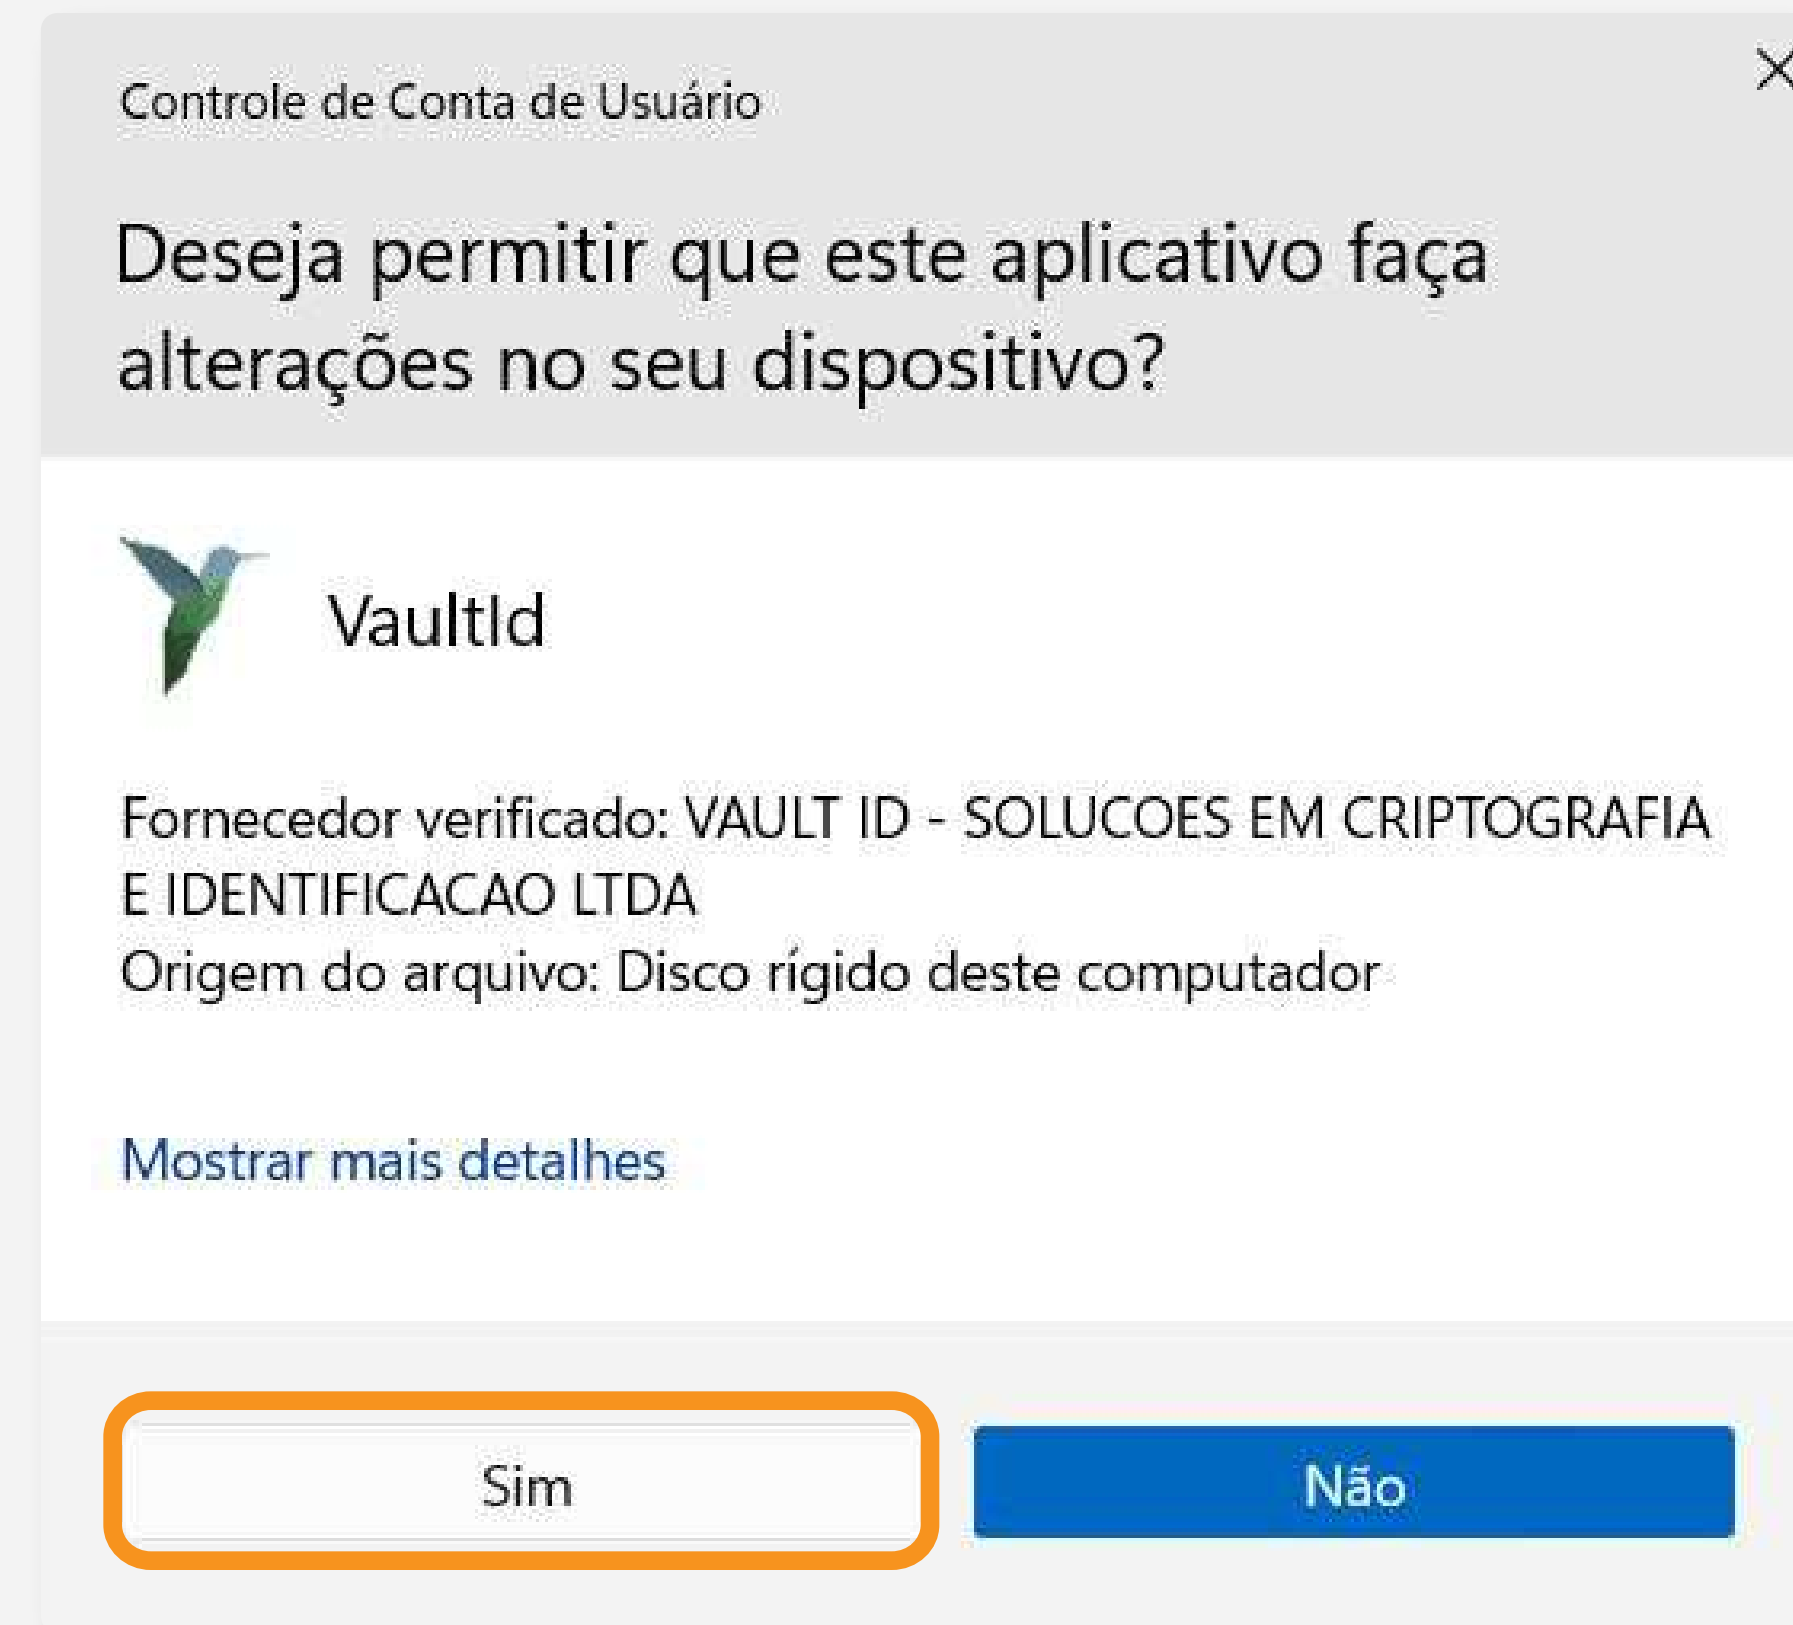 Controle de Conta de Usuário
Deseja permitir que este aplicativo faça
alterações no seu dispositivo?
VaultId
Fornecedor verificado: VAULT ID - SOLUCOES EM CRIPTOGRAFIA
E IDENTIFICACAO LTDA
Origem do arquivo: Disco rígido deste computador
Mostrar mais detalhes
Sim
Não